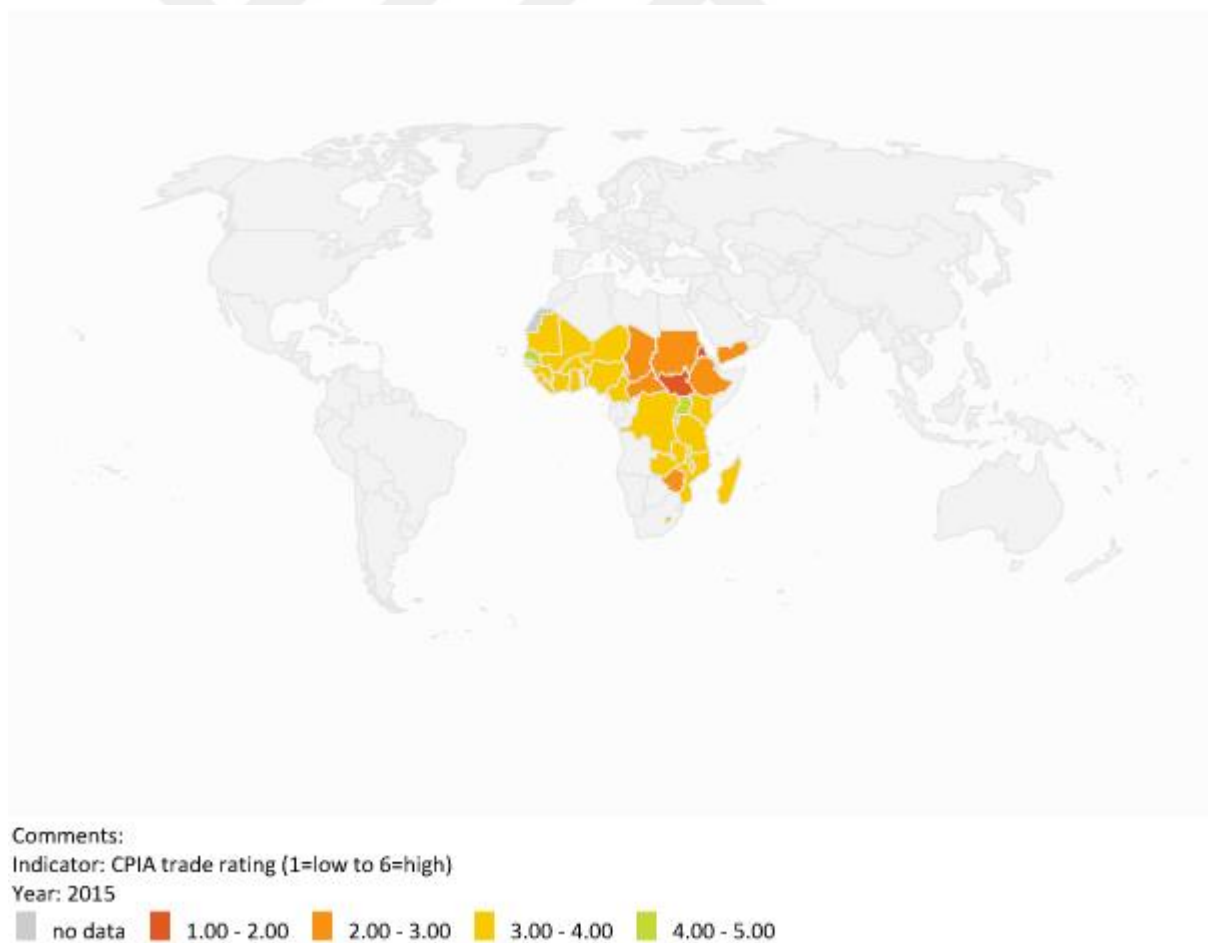 Comments:
Indicator: CPIA trade rating (1=low to 6=high)
Year: 2015
no data 1.00 - 2.00 2.00 - 3.00 3.00 - 4.00 4.00 - 5.00